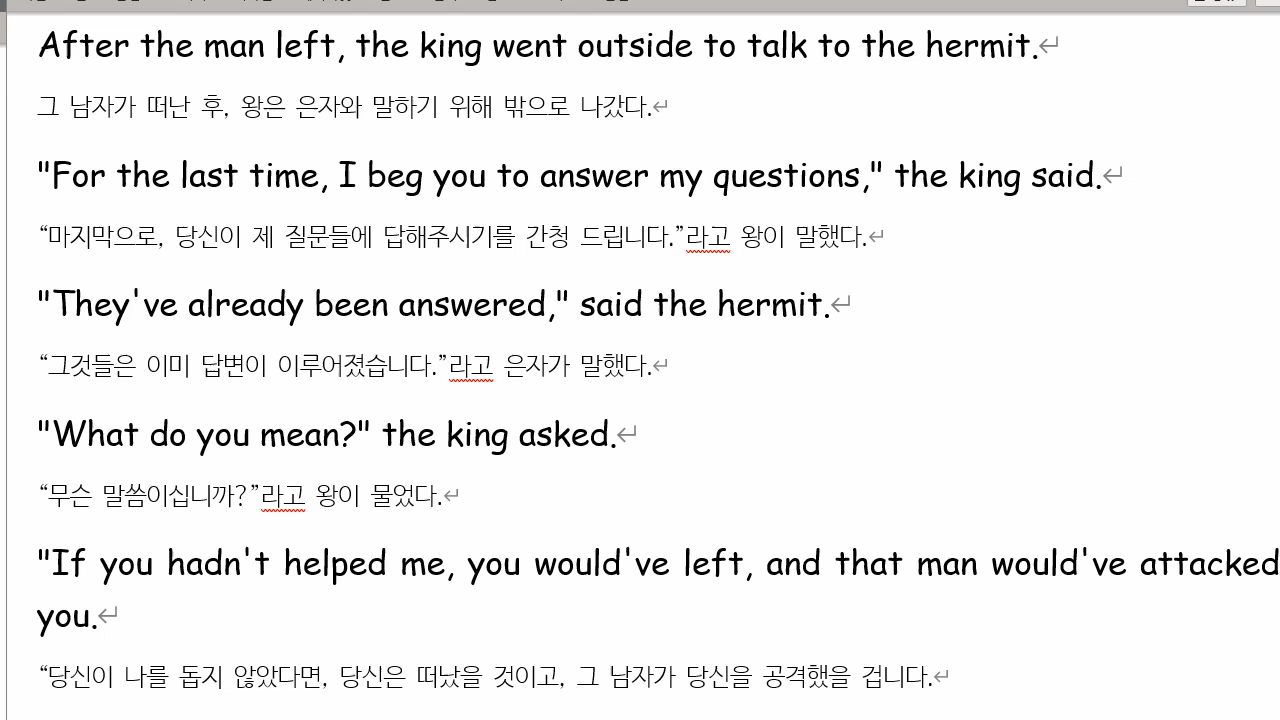 After the man left, the king went outside to talk to the hermit.
그 남자가 떠난 후, 왕은 은자와 말하기 위해 밖으로 나갔다.
"For the last time, I beg you to answer my questions," the king said.
“마지막으로, 당신이 제 질문들에 답해주시기를 간청 드립니다.”라고 왕이 말했다.
"They've already been answered," said the hermit.
“그것들은 이미 답변이 이루어졌습니다.”라고 은자가 말했다.
"What do you mean?" the king asked.
“무슨 말씀이십니까?”라고 왕이 물었다.
"If you hadn't helped me, you would've left, and that man would've attacked
you.
“당신이 나를 돕지 않았다면, 당신은 떠났을 것이고, 그 남자가 당신을 공격했을 겁니다.